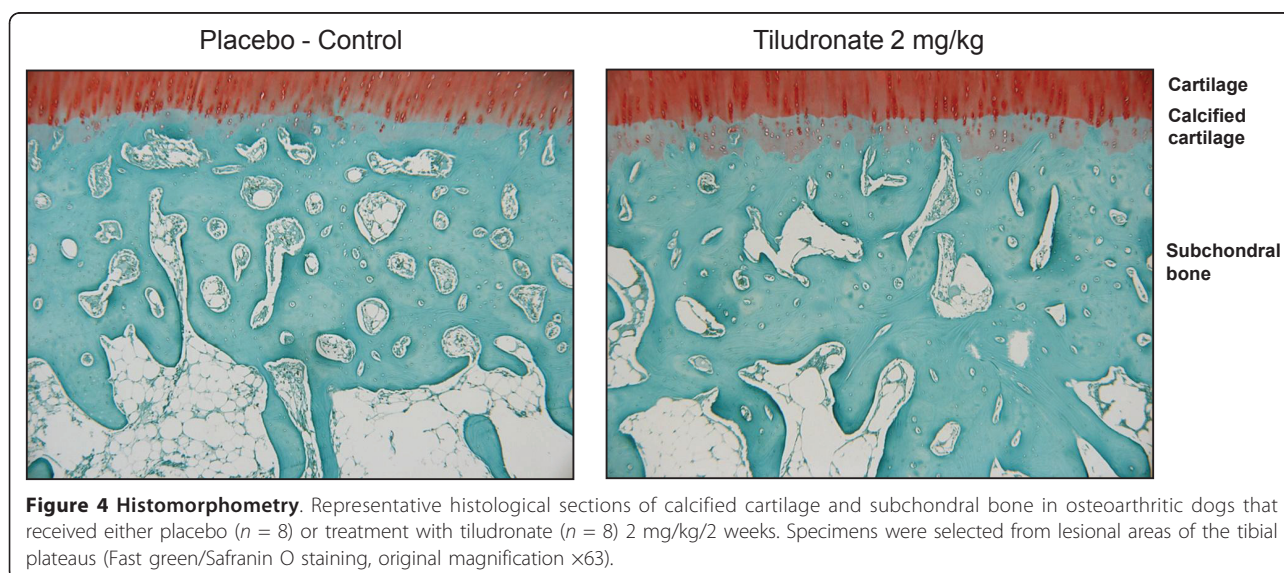 Placebo - Control
Tiludronate 2 mg/kg
Cartilage
Calcified
cartilage
Subchondral
bone
Figure 4 Histomorphometry. Representative histological sections of calcified cartilage and subchondral bone in osteoarthritic dogs that
received either placebo (n = 8) or treatment with tiludronate (n = 8) 2 mg/kg/2 weeks. Specimens were selected from lesional areas of the tibial
plateaus (Fast green/Safranin O staining, original magnification ×63).